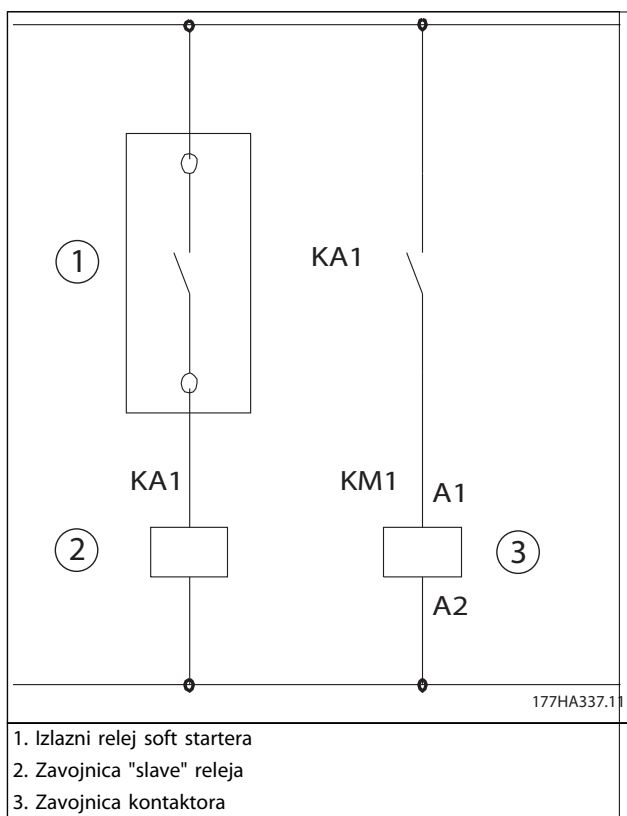 1
KA1
KA1
KM1
A1
2
3
A2
177HA337.11
1. Izlazni relej soft startera
2. Zavojnica "slave" releja
3. Zavojnica kontaktora